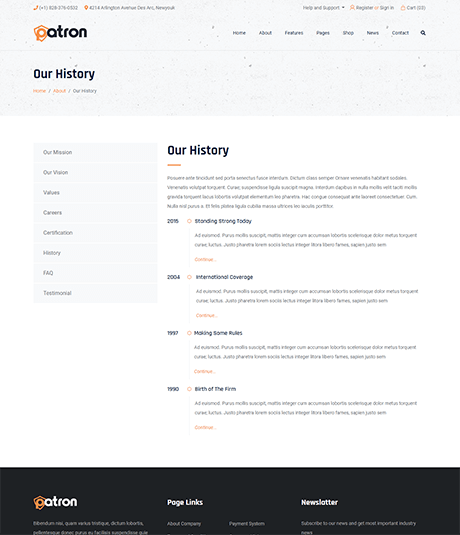 (+1) 828-376-0532
4214 Arlington Avenue Des Arc, Newyouk
Help and Support
Register or Sign in
Cart (03)
Patron
Home
About
Features
Pages
Shop
News
Contact
Our History
Home / About / Our History
Our Mission
Our Vision
Values
Careers
Certification
History
FAQ
Testimonial
Our History
Posuere sete tincidunt sed porta senectus fusce interdum. Dictum class semper Ornare venenatis habitant sodales.
Venenatis volutpat torquent. Curae; suspendisse ligula suscipit magna. Interdum dapibus in nulla mollis velit taciti mollis
gravida torquent lacus lobortis volutpat elementum leo pharetra. Hac congue consequat ante laoreet consectetuer. Cum.
Nulla nisl purus a. Et felis plibea ligula cubilia massa ultrices leo iaculis porttitor.
2015 Standing Strong Today
Ad euismod. Purus mollis suscipit, mattis integer cum accumsan lobortis scelerisque dolor metus torquent
curae; luctus. Justo pharetra lorem sociis lectus integer litora libero fames, sapien justo sem
Continue...
2004 International Coverage
Ad euismod. Purus mollis suscipit, mattis integer cum accumsan lobortis scelerisque dolor metus torquent
curae; luctus. Justo pharetra lorem sociis lectus integer litora libero fames, sapien justo sem
Continue...
1997 Making Same Rules
Ad euismod. Purus mollis suscipit, mattis integer cum accumsan lobortis scelerisque dolor metus torquent
curae; luctus. Justo pharetra lorem sociis lectus integer litora libero fames, sapien justo sem
Continue...
1990 Birth of The Firm
Ad euismod. Purus mollis suscipit, mattis integer cum accumsan lobortis scelerisque dolor metus torquent
curae; luctus. Justo pharetra lorem sociis lectus integer litora libero fames, sapien justo sem
Continue...
Patron
Bibendum nisi, quam varius tristique, dictum lobortis,
pellentesque donec purus eu facilisis suspendisse
Page Links
About Company
Payment System
Newslatter
Subscribe to our news and get most important industry
news